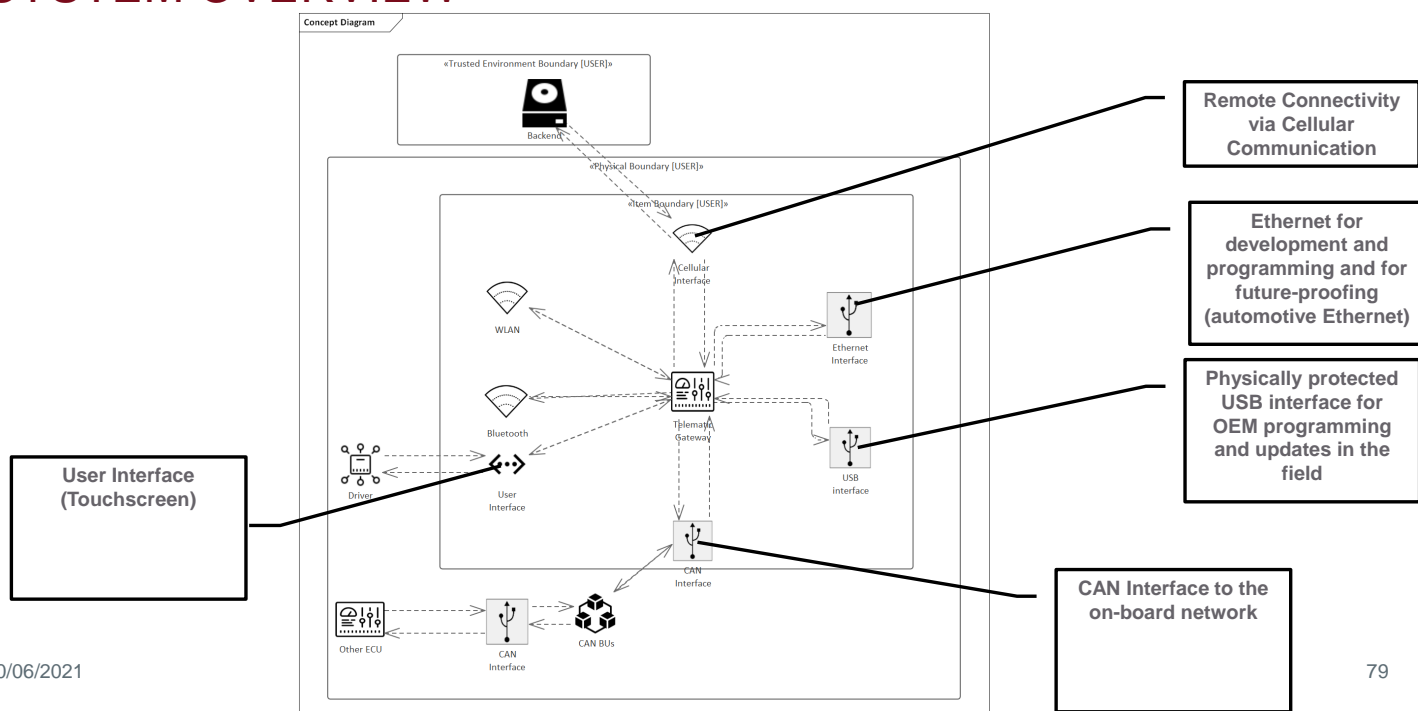 SYSTEM OVERVIEW
Concept Diagram
«Trusted Environment Boundary [USER]»
Backend
«Physical Boundary [USER]»
«Item Boundary [USER]»
Cellular
Interface
WLAN
Ethernet
Interface
Bluetooth
Telematic
Gateway
Driver
User
Interface
USB
interface
CAN
Interface
Other ECU
CAN
Interface
CAN BUs
Remote Connectivity
via Cellular
Communication
Ethernet for
development and
programming and for
future-proofing
(automotive Ethernet)
Physically protected
USB interface for
OEM programming
and updates in the
field
User Interface
(Touchscreen)
CAN Interface to the
on-board network
0/06/2021
79